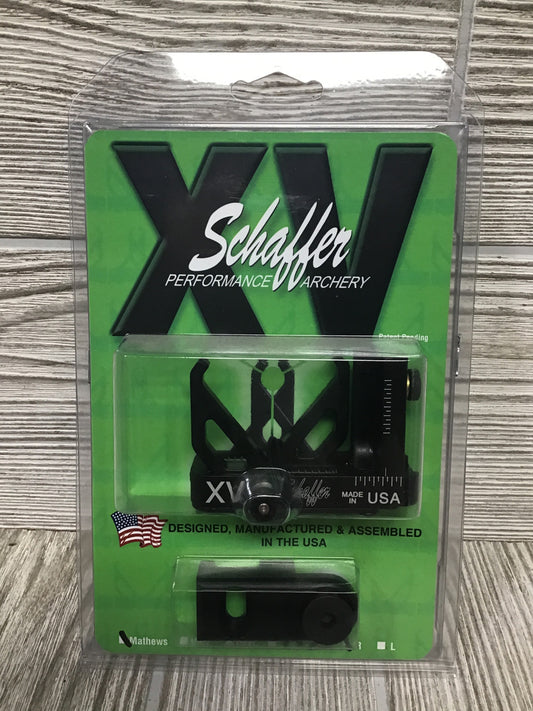 XV
Schaffer
PERFORMANCE ARCHERY
Patent Pending
XV Schaffer
MADE IN USA
DESIGNED, MANUFACTURED & ASSEMBLED
IN THE USA
Mathews R L